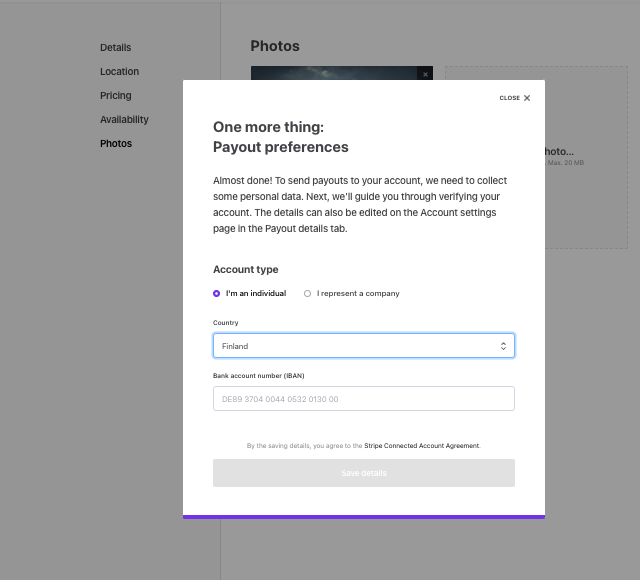 Details
Location
Pricing
Availability
Photos
Photos
hoto...
Max. 20 MB
CLOSE
One more thing:
Payout preferences
Almost done! To send payouts to your account, we need to collect
some personal data. Next, we'll guide you through verifying your
account. The details can also be edited on the Account settings
page in the Payout details tab.
Account type
I'm an individual
I represent a company
Country
Finland
Bank account number (IBAN)
DE89 3704 0044 0532 0130 00
By the saving details, you agree to the Stripe Connected Account Agreement.
Save details